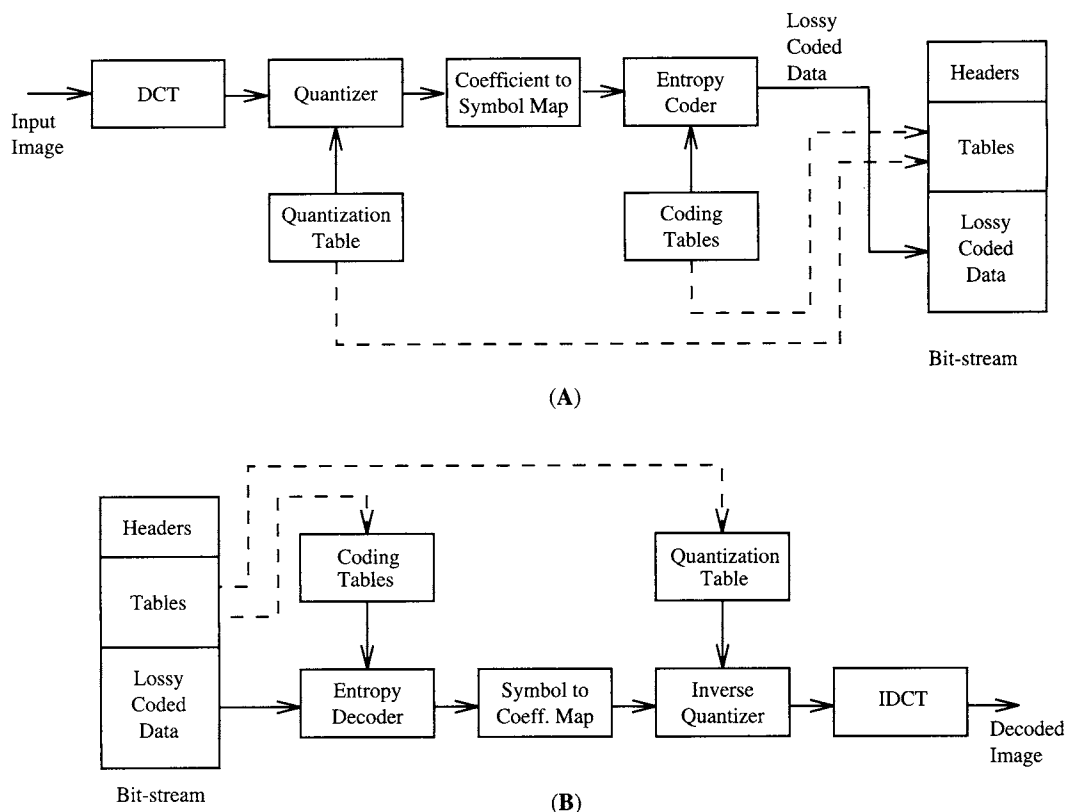 Lossy
Coded
Data
Headers
DCT
Quantizer
Coefficient to
Symbol Map
Entropy
Coder
Input
Image
Tables
Quantization
Table
Coding
Tables
Lossy
Coded
Data
Bit-stream
(A)
Headers
Coding
Tables
Quantization
Table
Tables
Lossy
Coded
Data
Entropy
Decoder
Symbol to
Coeff. Map
Inverse
Quantizer
IDCT
Decoded
Image
Bit-stream
(B)